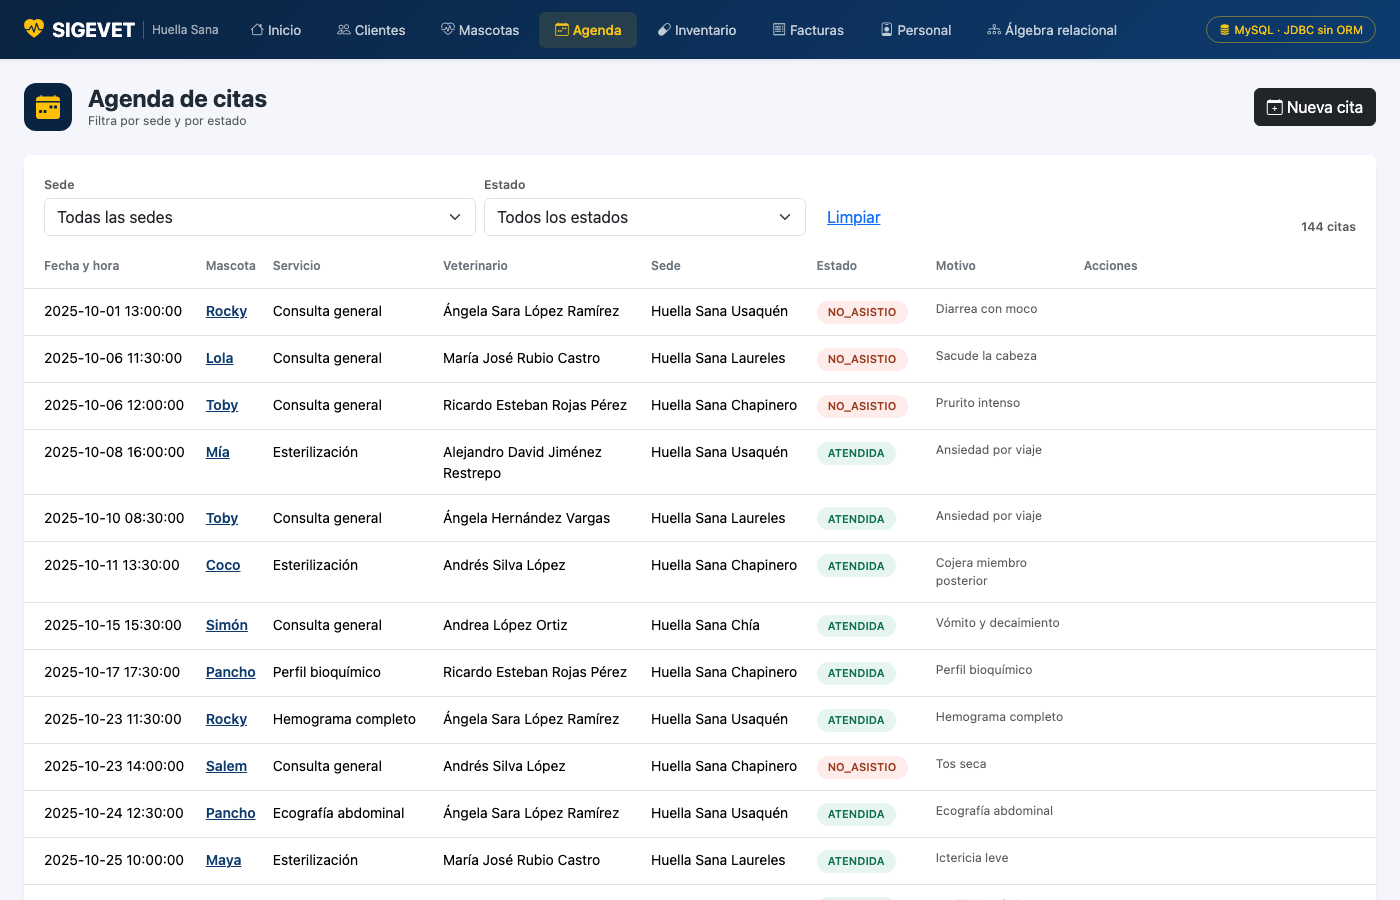 SIGEVET Huella Sana Inicio Clientes Mascotas Agenda Inventario Facturas Personal Álgebra relacional MySQL · JDBC sin ORM
Agenda de citas
Filtra por sede y por estado
Nueva cita
Sede Estado
Todas las sedes Todos los estados Limpiar
144 citas
Fecha y hora Mascota Servicio Veterinario Sede Estado Motivo Acciones
2025-10-01 13:00:00 Rocky Consulta general Ángela Sara López Ramírez Huella Sana Usaquén NO_ASISTIO Diarrea con moco
2025-10-06 11:30:00 Lola Consulta general María José Rubio Castro Huella Sana Laureles NO_ASISTIO Sacude la cabeza
2025-10-06 12:00:00 Toby Consulta general Ricardo Esteban Rojas Pérez Huella Sana Chapinero NO_ASISTIO Prurito intenso
2025-10-08 16:00:00 Mía Esterilización Alejandro David Jiménez Huella Sana Usaquén ATENDIDA Ansiedad por viaje
Restrepo
2025-10-10 08:30:00 Toby Consulta general Ángela Hernández Vargas Huella Sana Laureles ATENDIDA Ansiedad por viaje
2025-10-11 13:30:00 Coco Esterilización Andrés Silva López Huella Sana Chapinero ATENDIDA Cojera miembro
posterior
2025-10-15 15:30:00 Simón Consulta general Andrea López Ortiz Huella Sana Chía ATENDIDA Vómito y decaimiento
2025-10-17 17:30:00 Pancho Perfil bioquímico Ricardo Esteban Rojas Pérez Huella Sana Chapinero ATENDIDA Perfil bioquímico
2025-10-23 11:30:00 Rocky Hemograma completo Ángela Sara López Ramírez Huella Sana Usaquén ATENDIDA Hemograma completo
2025-10-23 14:00:00 Salem Consulta general Andrés Silva López Huella Sana Chapinero NO_ASISTIO Tos seca
2025-10-24 12:30:00 Pancho Ecografía abdominal Ángela Sara López Ramírez Huella Sana Usaquén ATENDIDA Ecografía abdominal
2025-10-25 10:00:00 Maya Esterilización María José Rubio Castro Huella Sana Laureles ATENDIDA Ictericia leve